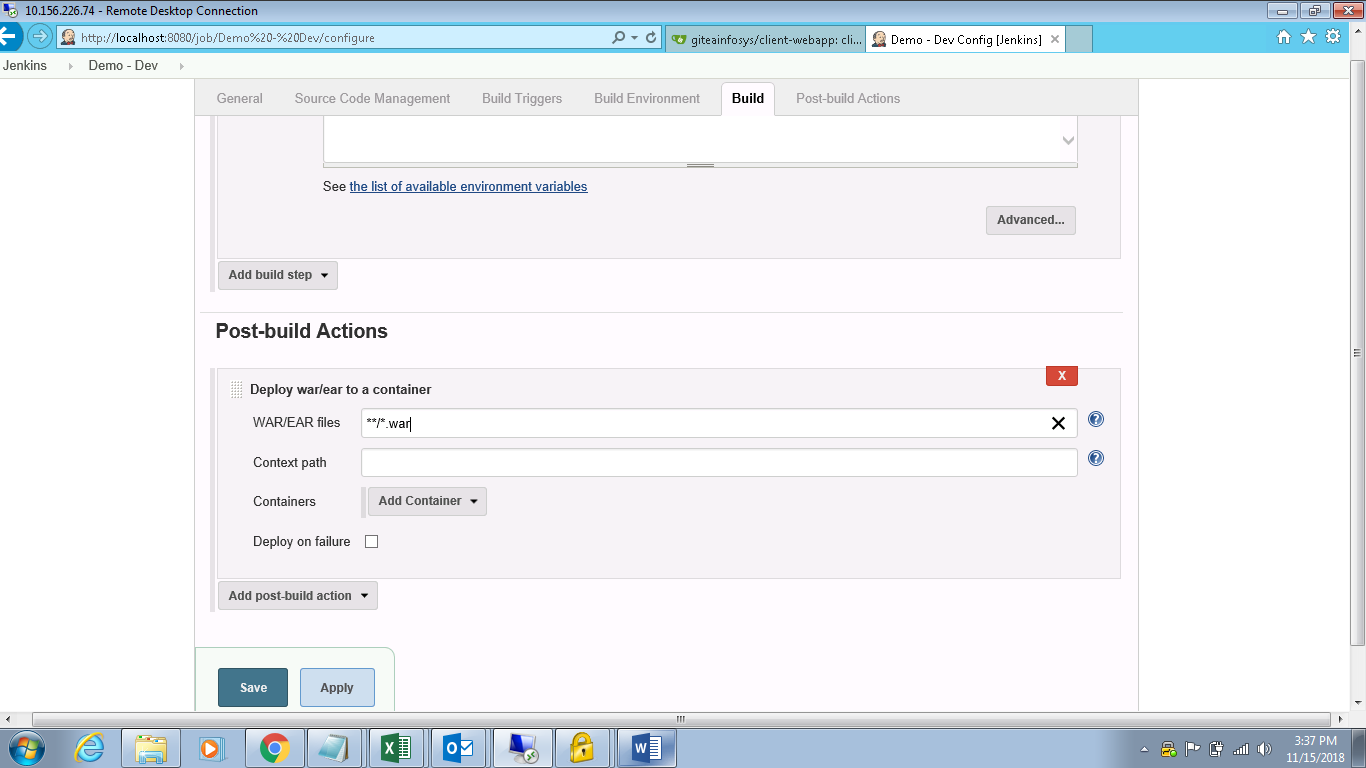 10.156.226.74 - Remote Desktop Connection
http://localhost:8080/job/Demo%20-%20Dev/configure
giteainfosys/client-webapp: cli...
Demo - Dev Config [Jenkins]
Jenkins
Demo - Dev
General
Source Code Management
Build Triggers
Build Environment
Build
Post-build Actions
See the list of available environment variables
Advanced...
Add build step
Post-build Actions
X
Deploy war/ear to a container
WAR/EAR files
**/*.war
Context path
Containers
Add Container
Deploy on failure
Add post-build action
Save
Apply
3:37 PM
11/15/2018